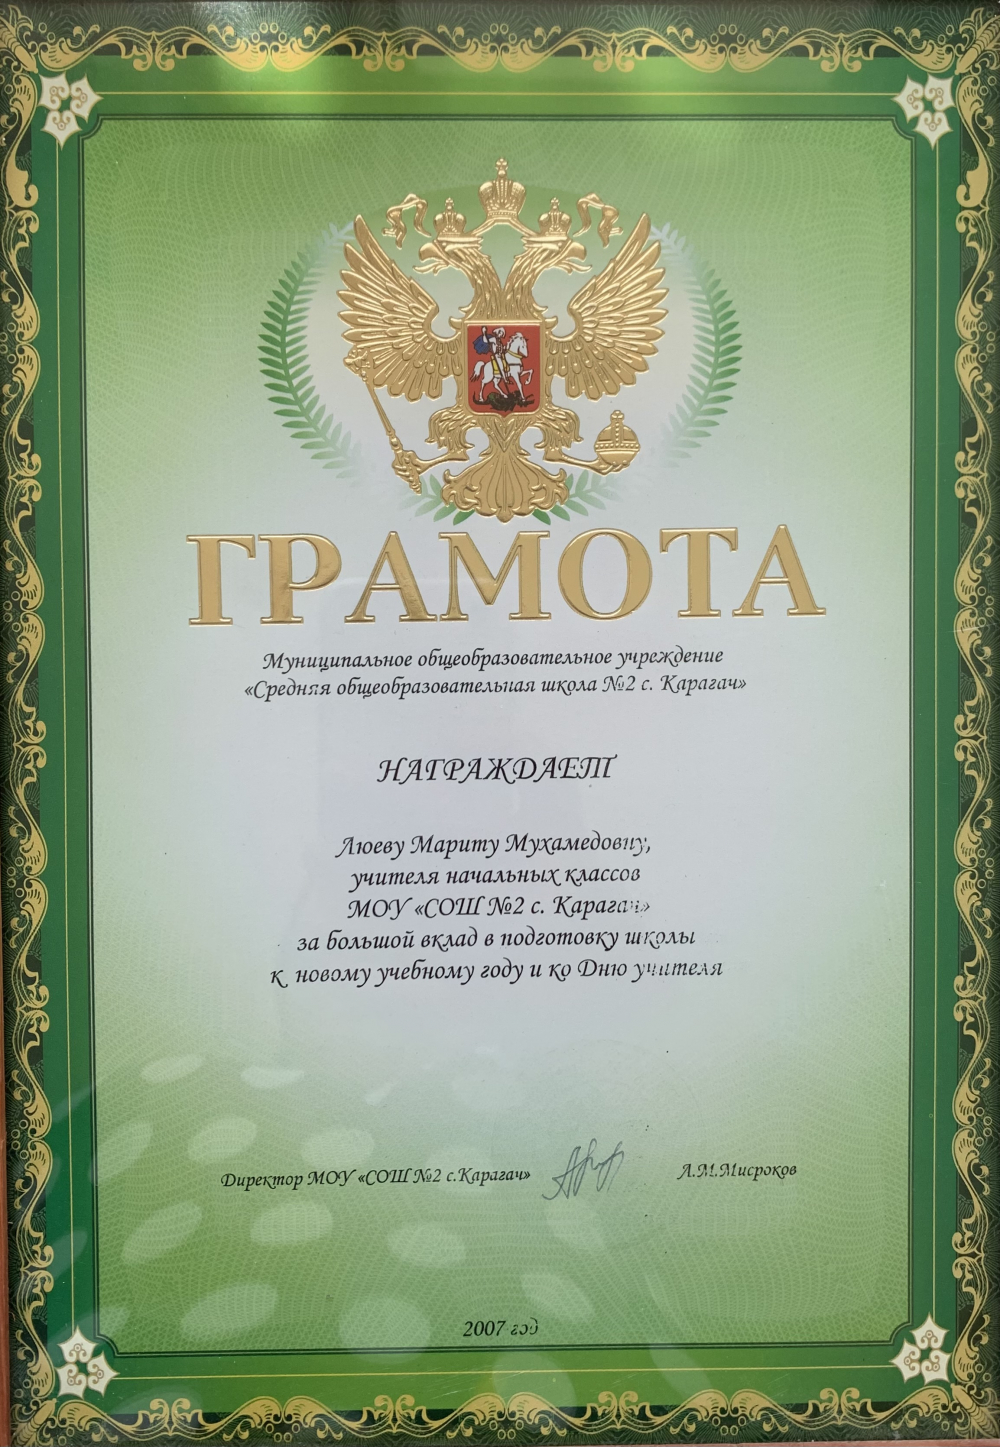 ГРАМОТА
Муниципальное общеобразовательное учреждение
«Средняя общеобразовательная школа №2 с. Карагач»
НАГРАЖДАЕТ
Люеву Мариту Мухамедовну,
учителя начальных классов
МОУ «СОШ №2 с. Карагач»
за большой вклад в подготовку школы
к новому учебному году и ко Дню учителя
Директор МОУ «СОШ №2 с.Карагач» А.М.Мисроков
2007 год